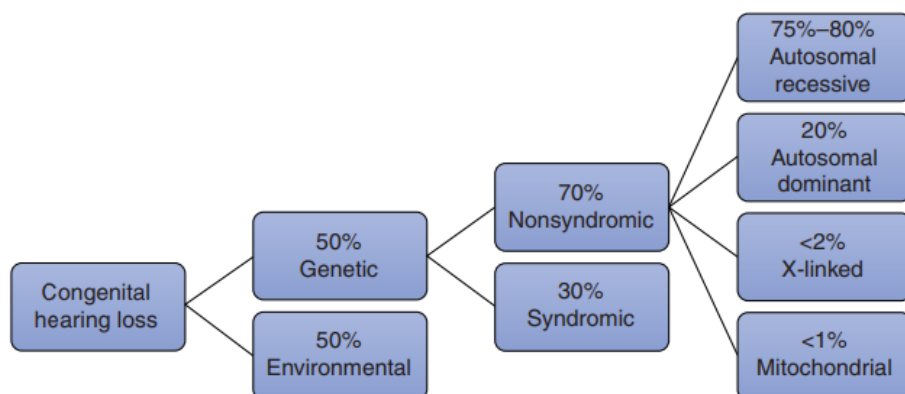 Congenital
hearing loss
50%
Genetic
50%
Environmental
70%
Nonsyndromic
30%
Syndromic
75%–80%
Autosomal
recessive
20%
Autosomal
dominant
<2%
X-linked
<1%
Mitochondrial